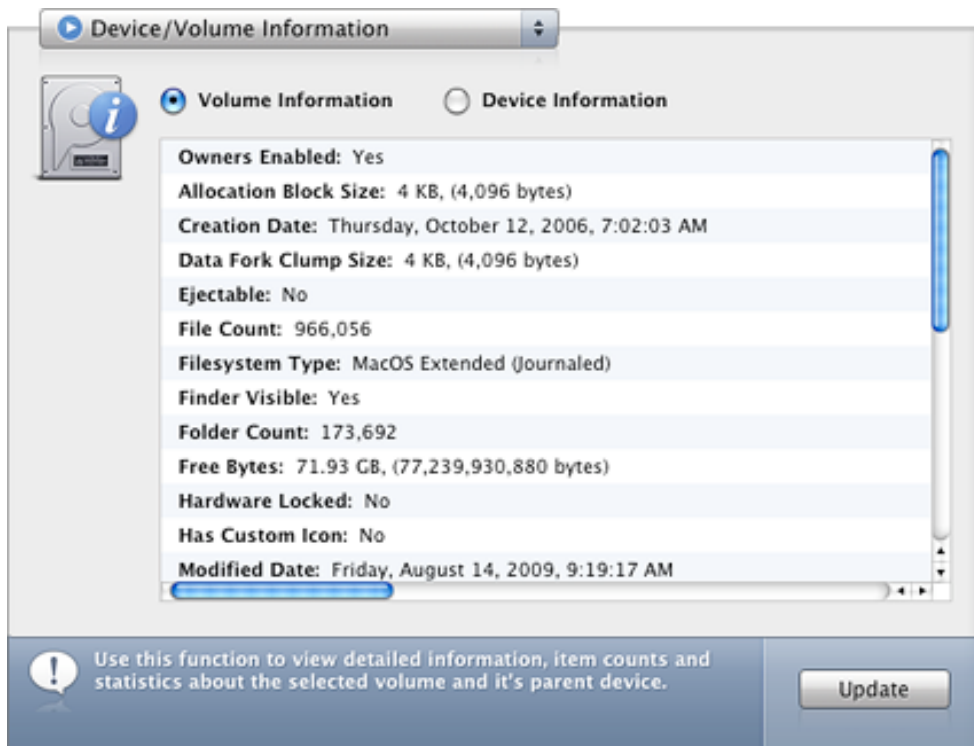 Device/Volume Information
Volume Information
Device Information
Owners Enabled: Yes
Allocation Block Size: 4 KB, (4,096 bytes)
Creation Date: Thursday, October 12, 2006, 7:02:03 AM
Data Fork Clump Size: 4 KB, (4,096 bytes)
Ejectable: No
File Count: 966,056
Filesystem Type: MacOS Extended (Journaled)
Finder Visible: Yes
Folder Count: 173,692
Free Bytes: 71.93 GB, (77,239,930,880 bytes)
Hardware Locked: No
Has Custom Icon: No
Modified Date: Friday, August 14, 2009, 9:19:17 AM
Use this function to view detailed information, item counts and
statistics about the selected volume and it's parent device.
Update